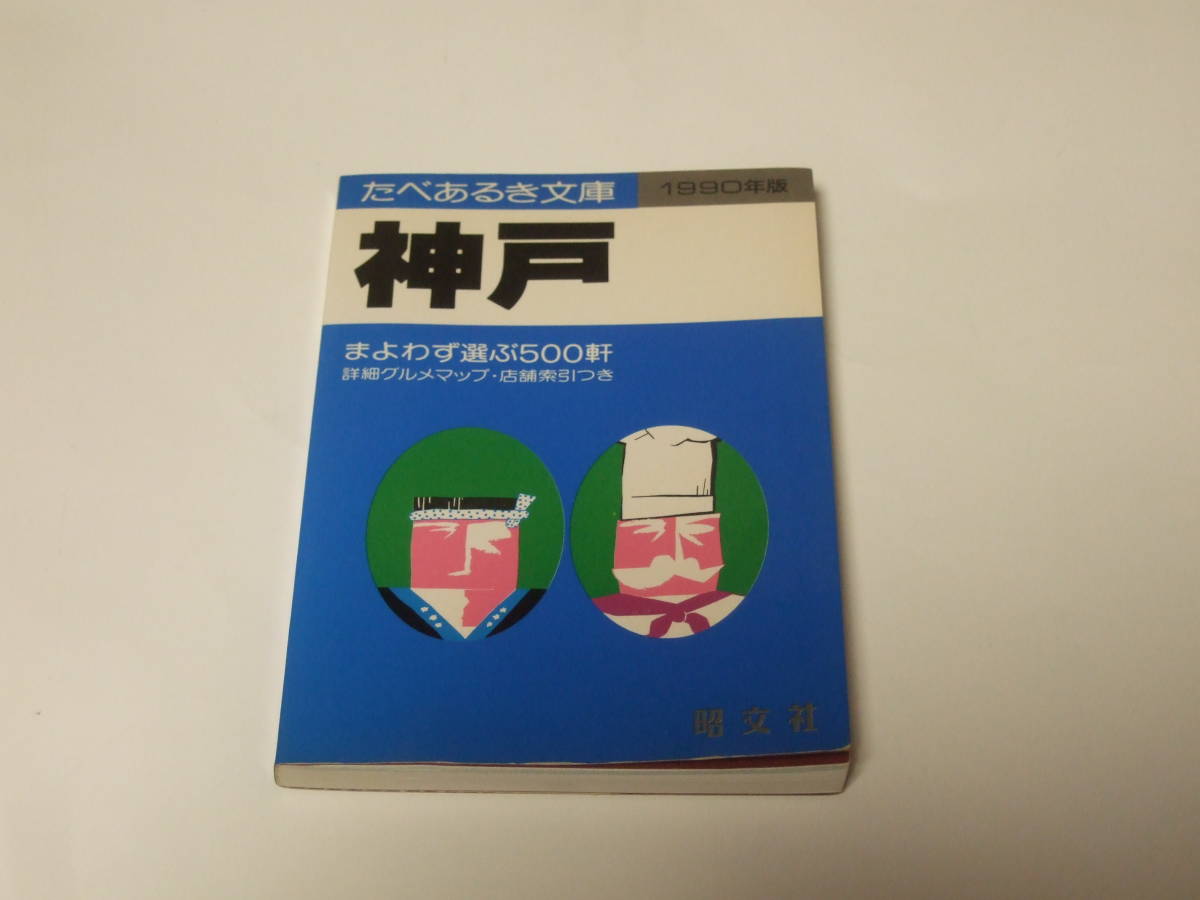 たべあるき文庫 1990年版
神戸
まよわず選ぶ500軒
詳細グルメマップ・店舗索引つき
昭文社